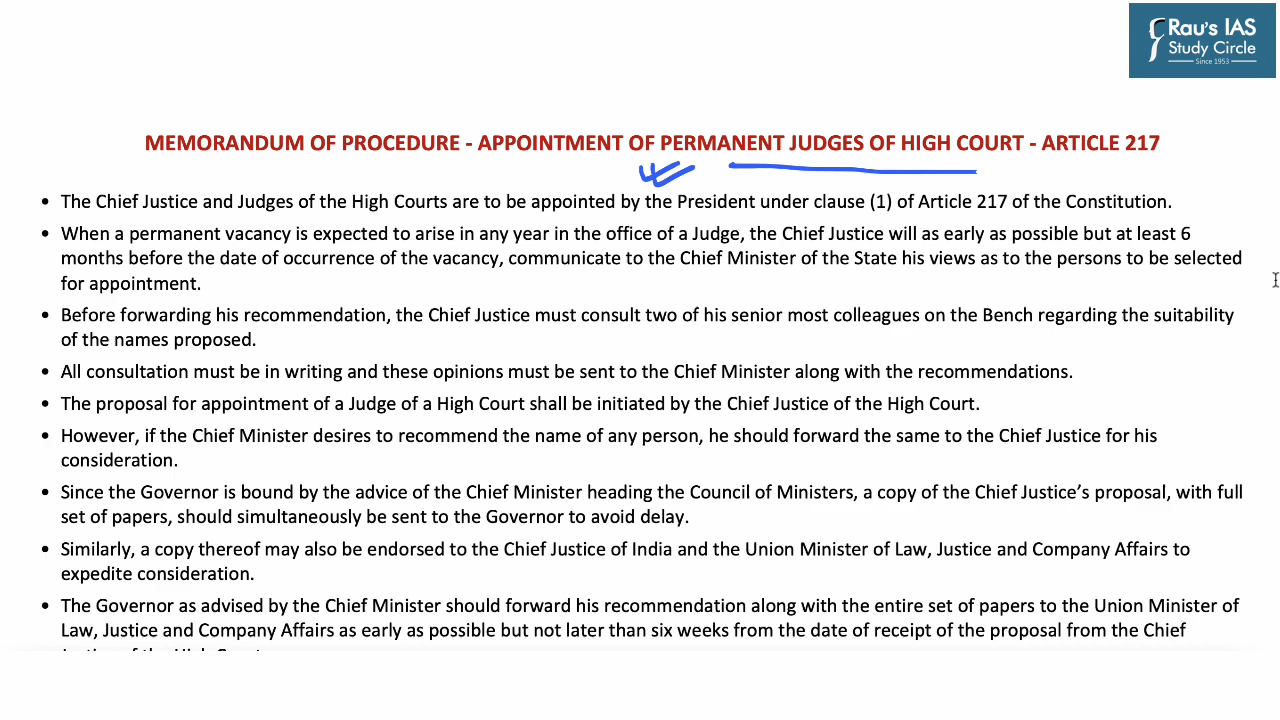 Rau's IAS
Study Circle
Since 1953
MEMORANDUM OF PROCEDURE - APPOINTMENT OF PERMANENT JUDGES OF HIGH COURT - ARTICLE 217
• The Chief Justice and Judges of the High Courts are to be appointed by the President under clause (1) of Article 217 of the Constitution.
• When a permanent vacancy is expected to arise in any year in the office of a Judge, the Chief Justice will as early as possible but at least 6
months before the date of occurrence of the vacancy, communicate to the Chief Minister of the State his views as to the persons to be selected
for appointment.
• Before forwarding his recommendation, the Chief Justice must consult two of his senior most colleagues on the Bench regarding the suitability
of the names proposed.
• All consultation must be in writing and these opinions must be sent to the Chief Minister along with the recommendations.
• The proposal for appointment of a Judge of a High Court shall be initiated by the Chief Justice of the High Court.
• However, if the Chief Minister desires to recommend the name of any person, he should forward the same to the Chief Justice for his
consideration.
• Since the Governor is bound by the advice of the Chief Minister heading the Council of Ministers, a copy of the Chief Justice's proposal, with full
set of papers, should simultaneously be sent to the Governor to avoid delay.
• Similarly, a copy thereof may also be endorsed to the Chief Justice of India and the Union Minister of Law, Justice and Company Affairs to
expedite consideration.
• The Governor as advised by the Chief Minister should forward his recommendation along with the entire set of papers to the Union Minister of
Law, Justice and Company Affairs as early as possible but not later than six weeks from the date of receipt of the proposal from the Chief